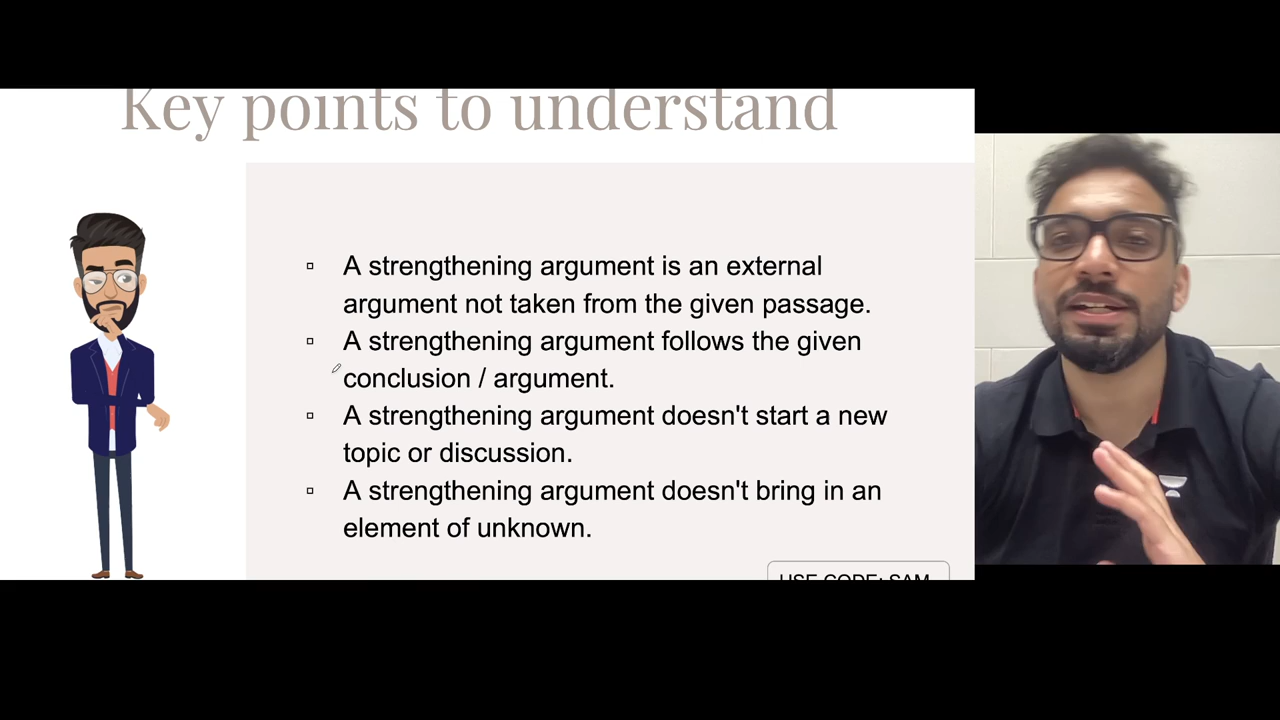 Key points to understand
▫ A strengthening argument is an external
argument not taken from the given passage.
▫ A strengthening argument follows the given
conclusion / argument.
▫ A strengthening argument doesn't start a new
topic or discussion.
▫ A strengthening argument doesn't bring in an
element of unknown.
USE CODE: SAM